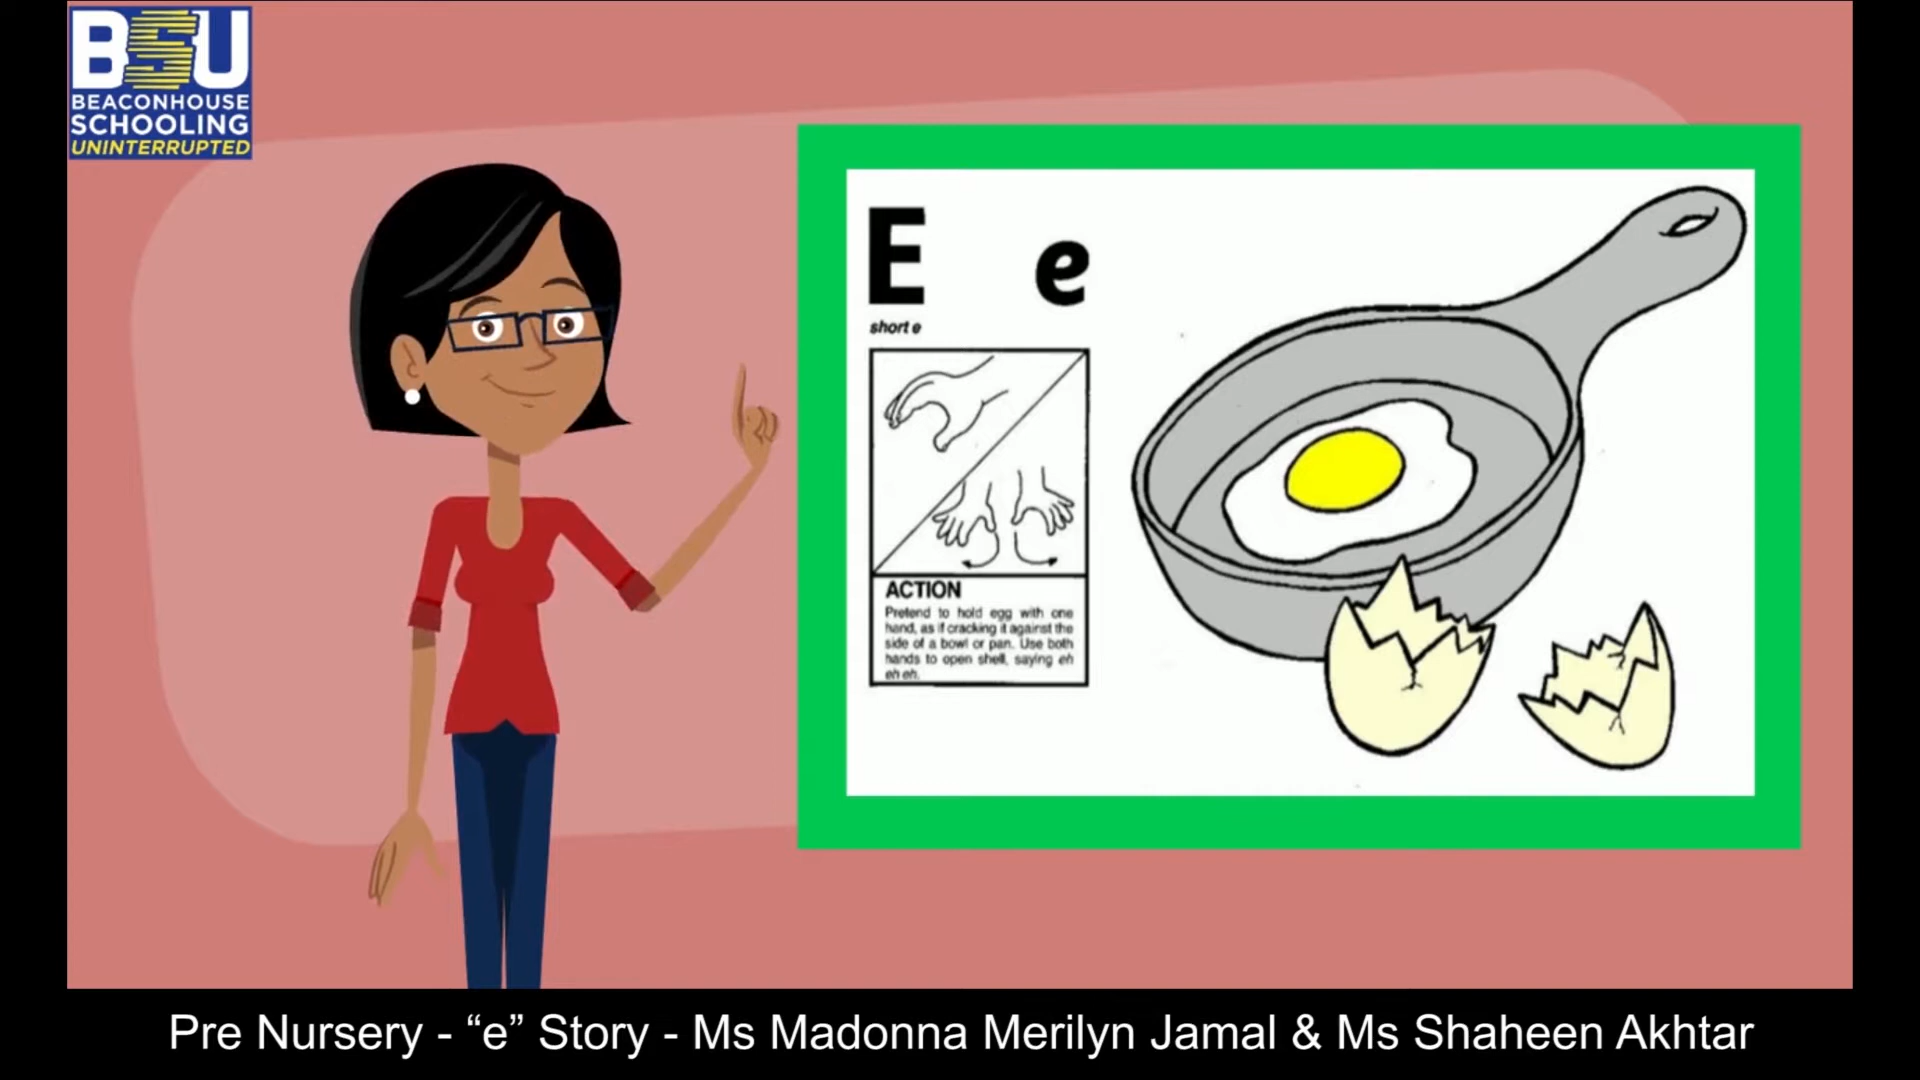 BSU
BEACONHOUSE
SCHOOLING
UNINTERRUPTED
E e
short e
ACTION
Pretend to hold egg with one
hand, as if cracking it against the
side of a bowl or pan. Use both
hands to open shell, saying eh
eh eh.
Pre Nursery - “e” Story - Ms Madonna Merilyn Jamal & Ms Shaheen Akhtar